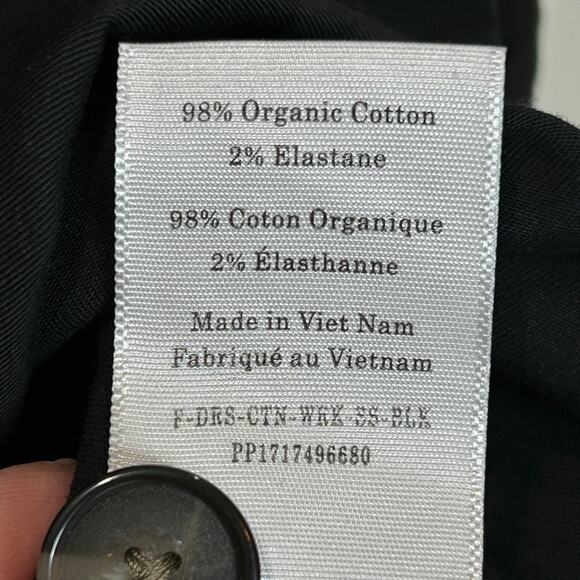 98% Organic Cotton
2% Elastane
98% Coton Organique
2% Élasthanne
Made in Viet Nam
Fabriqué au Vietnam
F-DRS-CTN-WRK-SS-BLK
PP1717496680